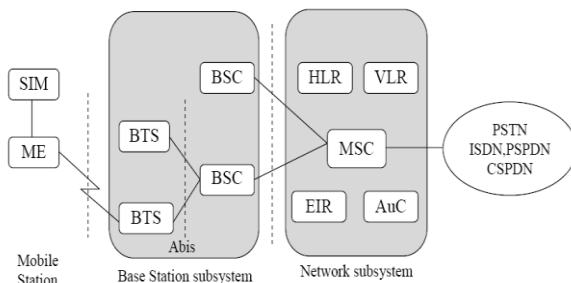 SIM
ME
BTS
BTS
Abis
BSC
BSC
HLR
VLR
MSC
EIR
AuC
PSTN
ISDN,PSPDN
CSPDN
Mobile
Station
Base Station subsystem
Network subsystem